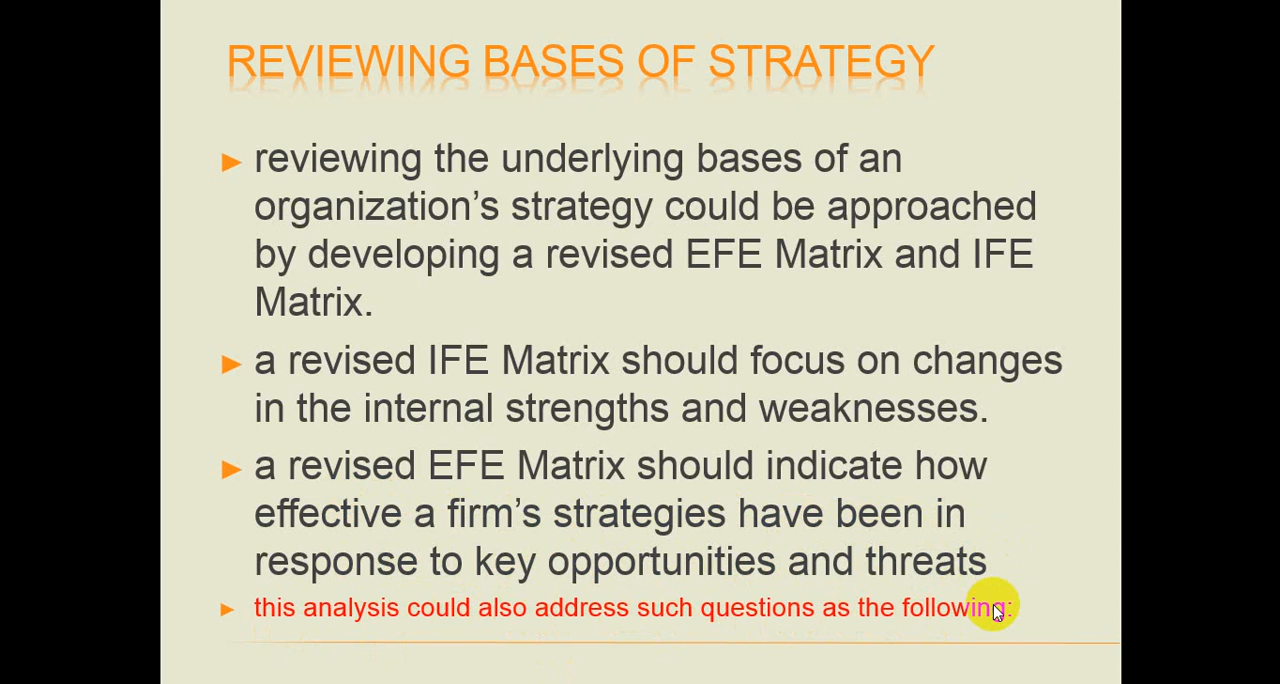 REVIEWING BASES OF STRATEGY
► reviewing the underlying bases of an
organization’s strategy could be approached
by developing a revised EFE Matrix and IFE
Matrix.
► a revised IFE Matrix should focus on changes
in the internal strengths and weaknesses.
► a revised EFE Matrix should indicate how
effective a firm’s strategies have been in
response to key opportunities and threats
► this analysis could also address such questions as the following: